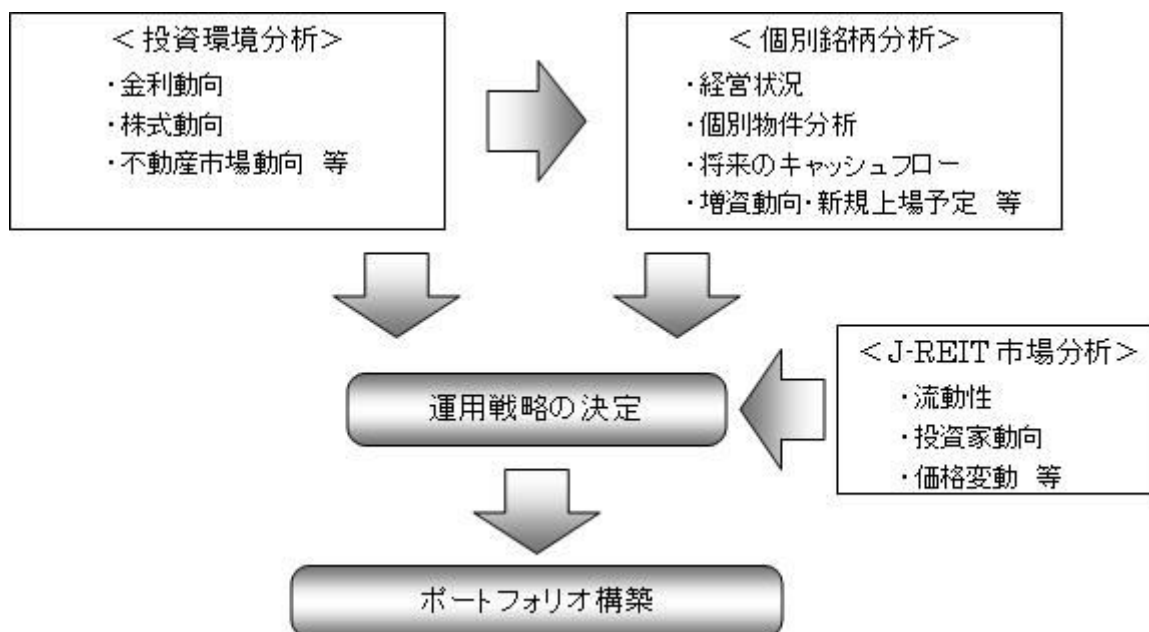 ＜投資環境分析＞
・金利動向
・株式動向
・不動産市場動向 等
＜個別銘柄分析＞
・経営状況
・個別物件分析
・将来のキャッシュフロー
・増資動向・新規上場予定 等
＜J-REIT 市場分析＞
・流動性
・投資家動向
・価格変動 等
運用戦略の決定
ポートフォリオ構築